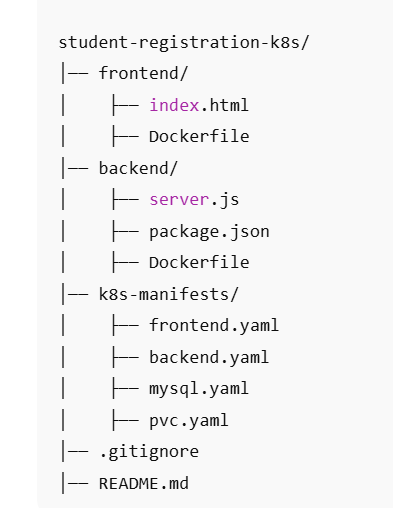 student-registration-k8s/
│── frontend/
│   ├── index.html
│   ├── Dockerfile
│── backend/
│   ├── server.js
│   ├── package.json
│   ├── Dockerfile
│── k8s-manifests/
│   ├── frontend.yaml
│   ├── backend.yaml
│   ├── mysql.yaml
│   ├── pvc.yaml
│── .gitignore
│── README.md